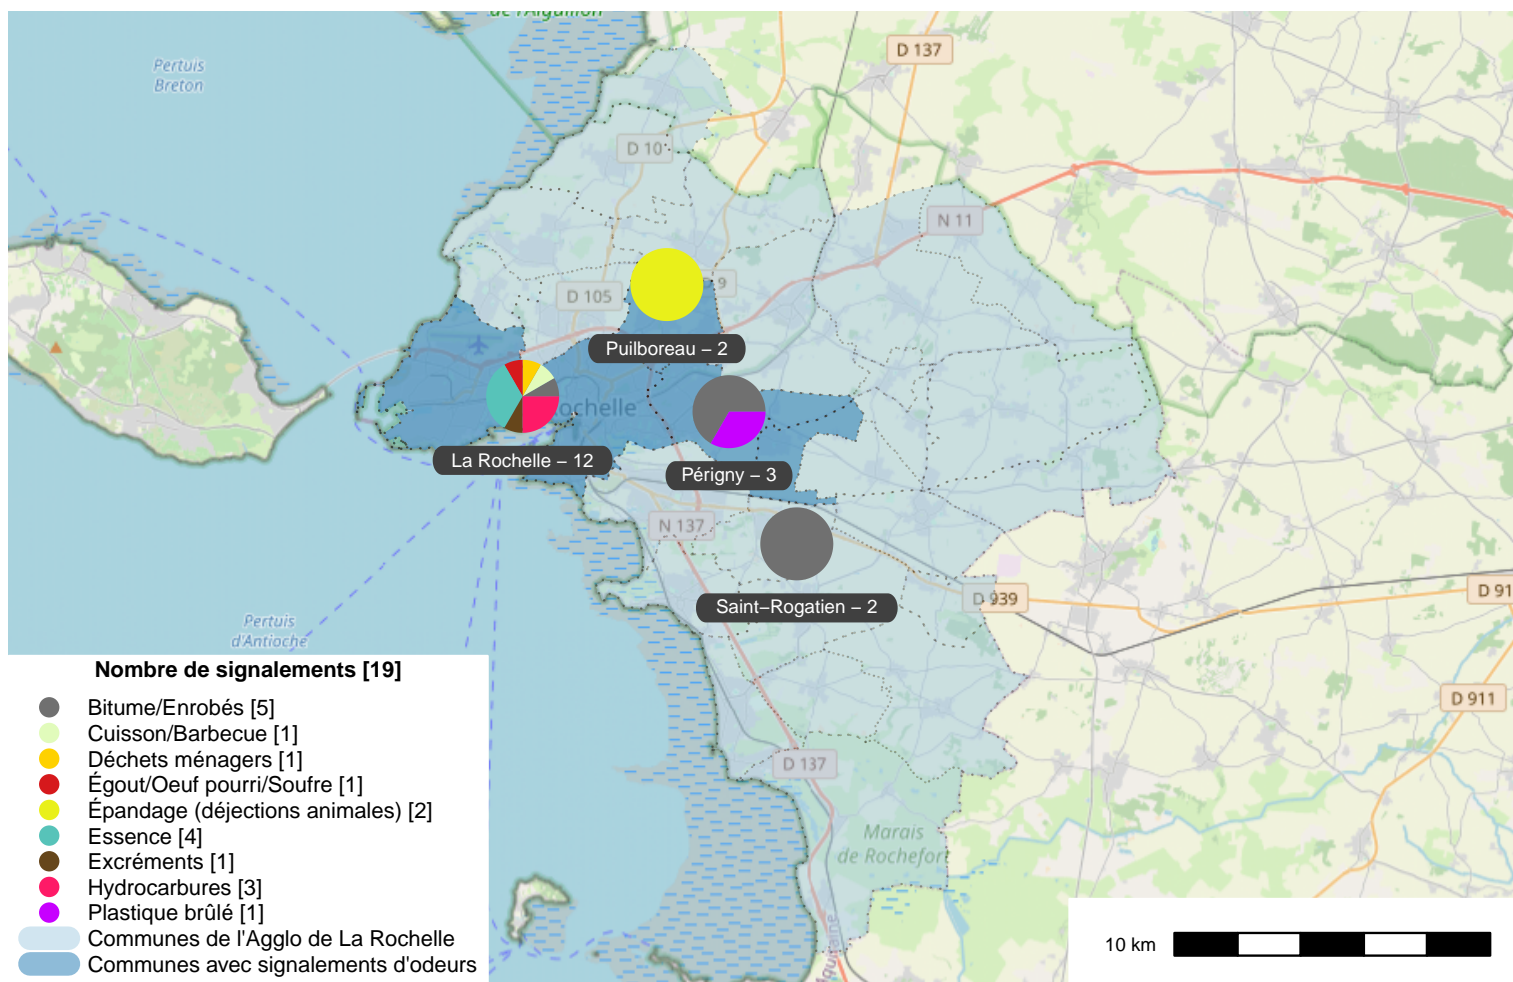 de l'Aiguillon
Pertuis
Breton
D 137
D 10
N 11
D 105
9
Puilboreau – 2
ochelle
La Rochelle – 12
Périgny – 3
N 137
Saint–Rogatien – 2
D 939
D 91
Pertuis
d'Antioche
D 911
D 137
Marais
de Rochefort
Aquitaine
Nombre de signalements [19]
Bitume/Enrobés [5]
Cuisson/Barbecue [1]
Déchets ménagers [1]
Égout/Oeuf pourri/Soufre [1]
Épandage (déjections animales) [2]
Essence [4]
Excréments [1]
Hydrocarbures [3]
Plastique brûlé [1]
Communes de l'Agglo de La Rochelle
Communes avec signalements d'odeurs
10 km